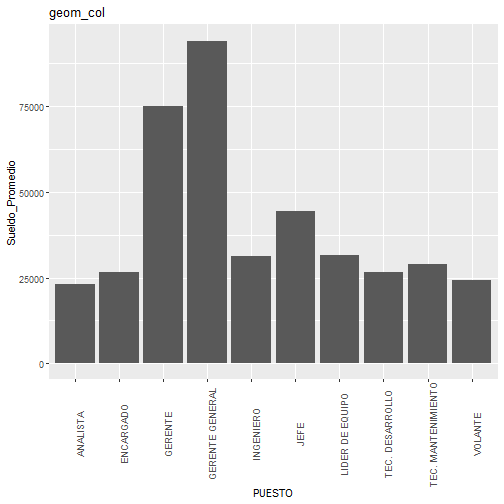 geom_col
Sueldo_Promedio
75000
50000
25000
0
ANALISTA
ENCARGADO
GERENTE
GERENTE GENERAL
INGENIERO
JEFE
LIDER DE EQUIPO
TEC. DESARROLLO
TEC. MANTENIMIENTO
VOLANTE
PUESTO